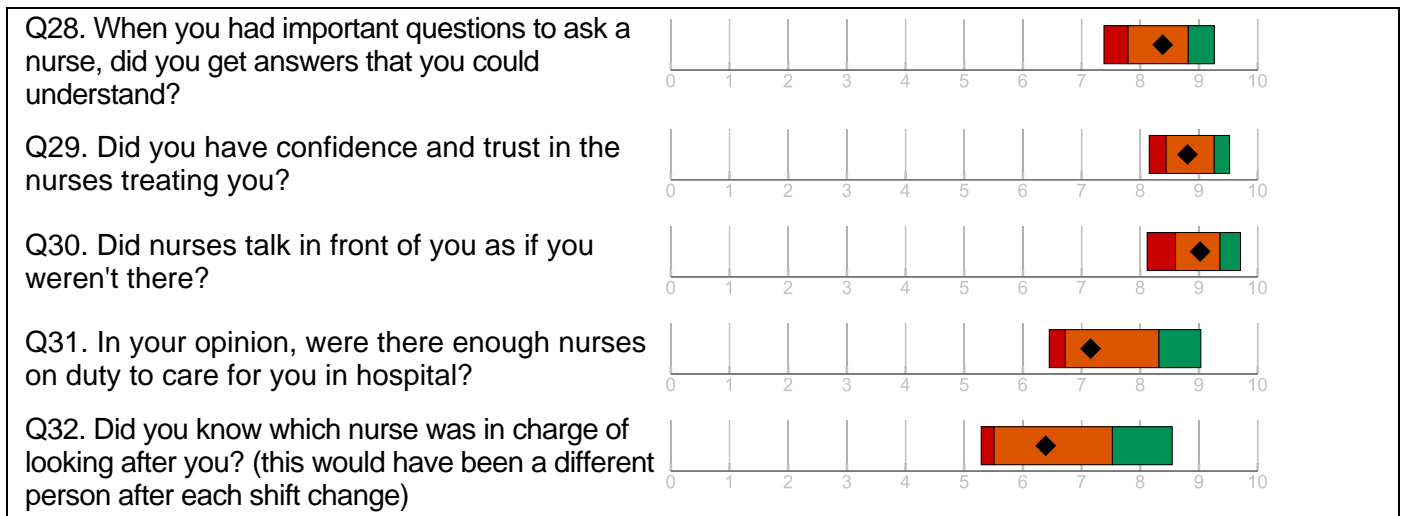 Q28. When you had important questions to ask a
nurse, did you get answers that you could
understand?
0 1 2 3 4 5 6 7 8 9 10
Q29. Did you have confidence and trust in the
nurses treating you?
0 1 2 3 4 5 6 7 8 9 10
Q30. Did nurses talk in front of you as if you
weren't there?
0 1 2 3 4 5 6 7 8 9 10
Q31. In your opinion, were there enough nurses
on duty to care for you in hospital?
0 1 2 3 4 5 6 7 8 9 10
Q32. Did you know which nurse was in charge of
looking after you? (this would have been a different
person after each shift change)
0 1 2 3 4 5 6 7 8 9 10